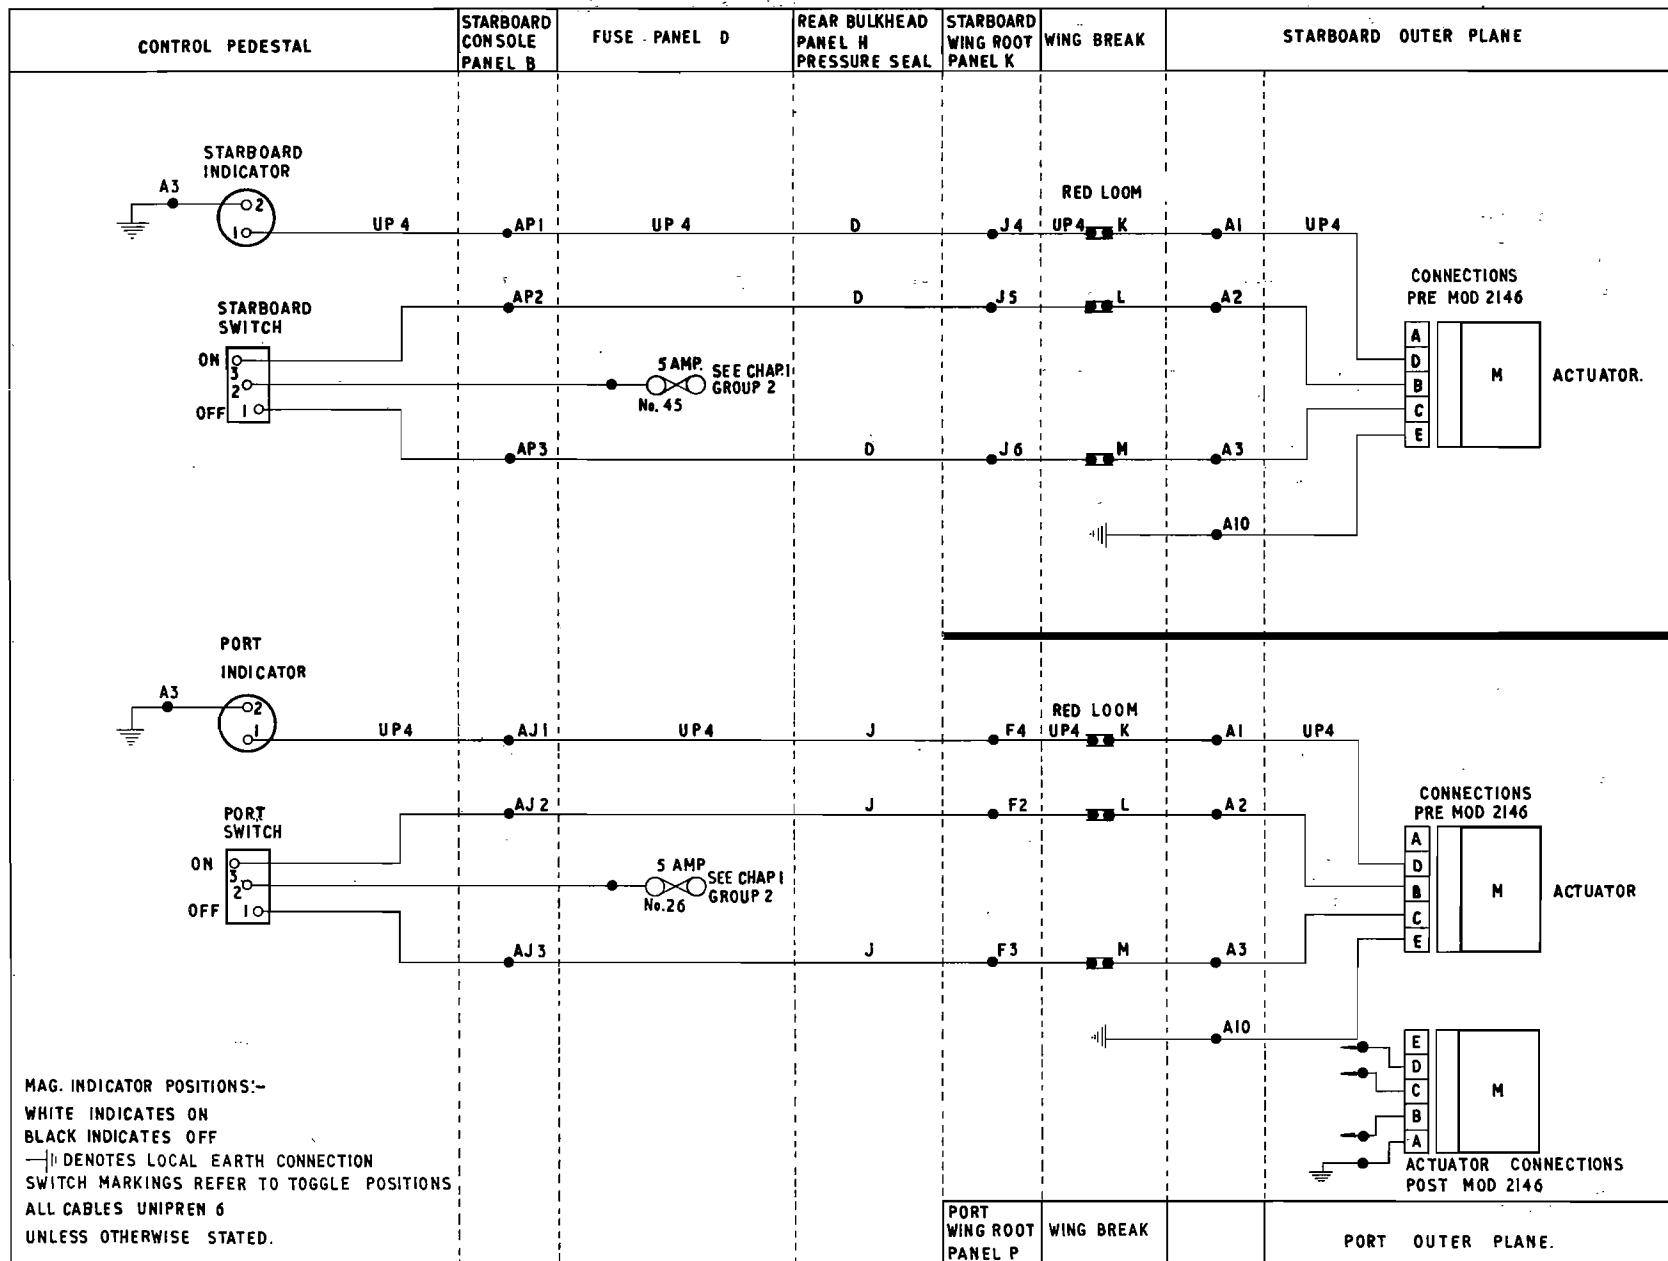 CONTROL PEDESTAL
STARBOARD
CONSOLE
PANEL B
FUSE - PANEL D
REAR BULKHEAD
PANEL H
PRESSURE SEAL
STARBOARD
WING ROOT
PANEL K
WING BREAK
STARBOARD OUTER PLANE
STARBOARD
INDICATOR
A3
2
1
UP 4
AP1
UP 4
D
J4
RED LOOM
UP4
K
A1
UP4
STARBOARD
SWITCH
AP2
D
J5
L
A2
CONNECTIONS
PRE MOD 2146
ON
3
2
OFF
1
5 AMP.
No. 45
SEE CHAP.1
GROUP 2
A
D
B
C
E
M
ACTUATOR.
AP3
D
J6
M
A3
A10
PORT
INDICATOR
A3
2
1
UP4
AJ1
UP4
J
F4
RED LOOM
UP4
K
A1
UP4
PORT
SWITCH
AJ2
J
F2
L
A2
CONNECTIONS
PRE MOD 2146
ON
3
2
OFF
1
5 AMP
No.26
SEE CHAP 1
GROUP 2
A
D
B
C
E
M
ACTUATOR
AJ3
J
F3
M
A3
A10
E
D
C
B
A
M
ACTUATOR CONNECTIONS
POST MOD 2146
MAG. INDICATOR POSITIONS:-
WHITE INDICATES ON
BLACK INDICATES OFF
DENOTES LOCAL EARTH CONNECTION
SWITCH MARKINGS REFER TO TOGGLE POSITIONS
ALL CABLES UNIPREN 6
UNLESS OTHERWISE STATED.
PORT
WING ROOT
PANEL P
WING BREAK
PORT OUTER PLANE.